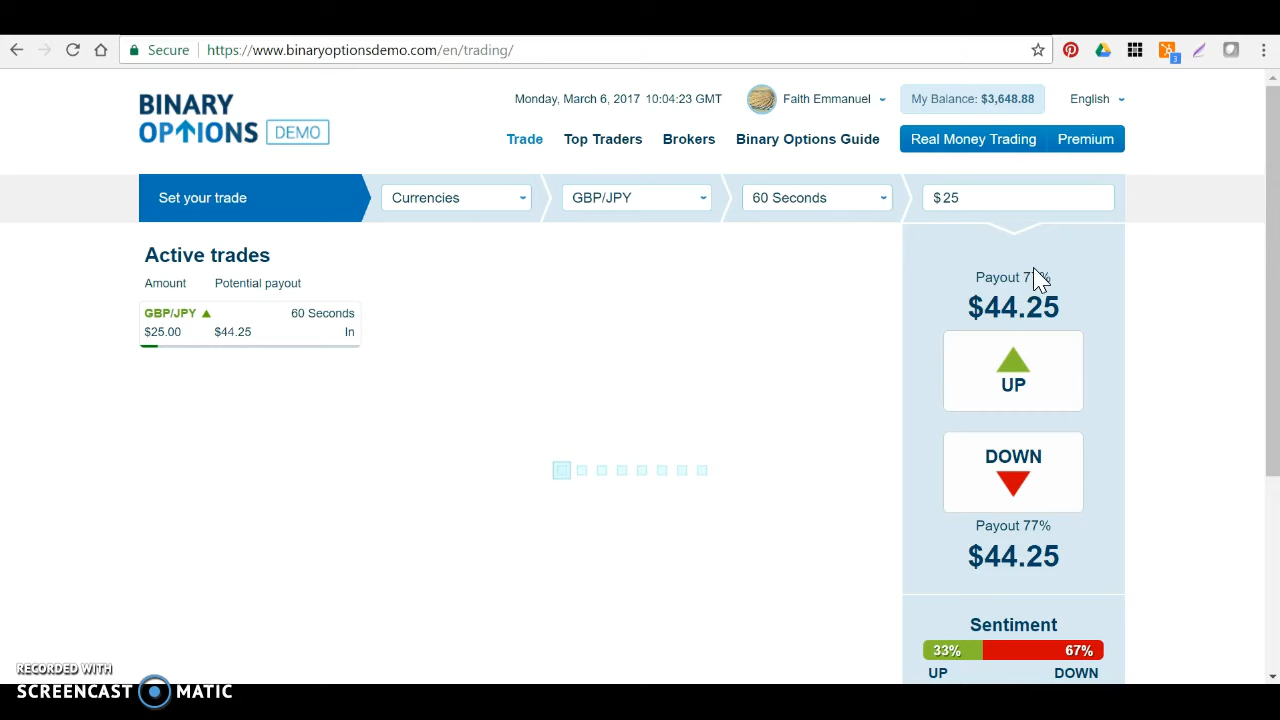 Secure https://www.binaryoptionsdemo.com/en/trading/
3
BINARY
OPTIONS DEMO
Monday, March 6, 2017 10:04:23 GMT
Faith Emmanuel
My Balance: $3,648.88
English
Trade Top Traders Brokers Binary Options Guide Real Money Trading Premium
Set your trade Currencies GBP/JPY 60 Seconds $ 25
Active trades
Amount Potential payout
GBP/JPY 60 Seconds
$25.00 $44.25 In
Payout
$44.25
UP
DOWN
Payout 77%
$44.25
Sentiment
33% 67%
UP DOWN
RECORDED WITH
SCREENCAST MATIC